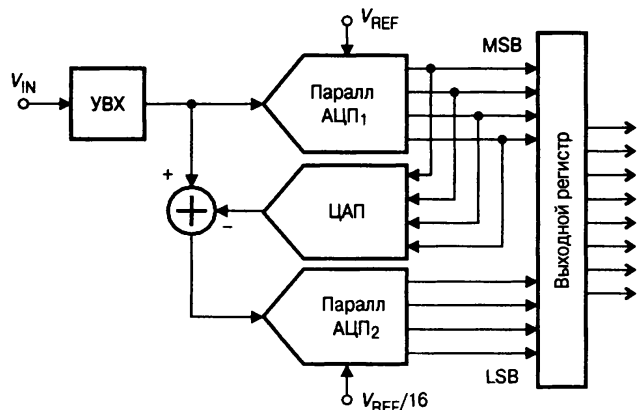 V_REF
MSB
V_IN
УВХ
Паралл
АЦП₁
+
−
ЦАП
Паралл
АЦП₂
LSB
V_REF/16
Выходной регистр